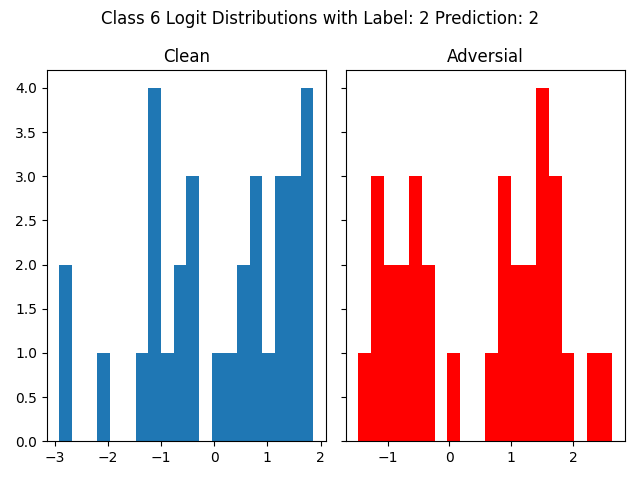 Class 6 Logit Distributions with Label: 2 Prediction: 2
Clean
Adversial
4.0
3.5
3.0
2.5
2.0
1.5
1.0
0.5
0.0
−3 −2 −1 0 1 2
−1 0 1 2